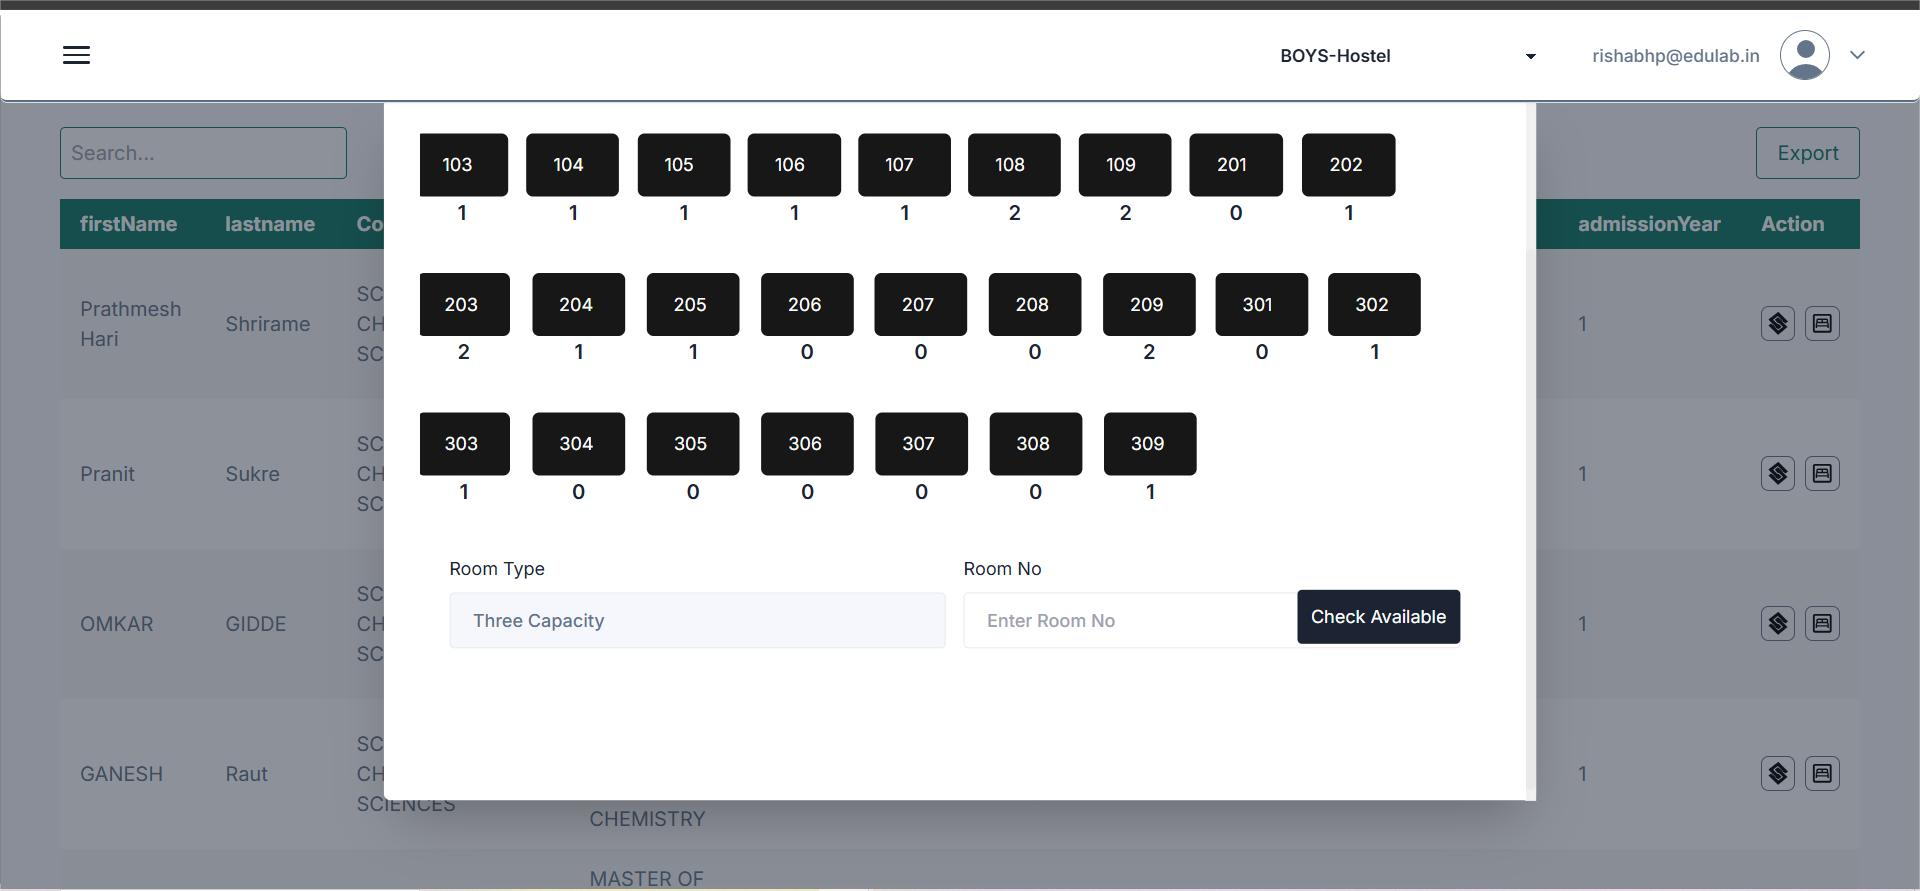 BOYS-Hostel
rishabhp@edulab.in
Search...
Export
firstName lastname Co admissionYear Action
103 104 105 106 107 108 109 201 202
1 1 1 1 1 2 2 0 1
203 204 205 206 207 208 209 301 302
2 1 1 0 0 0 2 0 1
303 304 305 306 307 308 309
1 0 0 0 0 0 1
Room Type Room No
Three Capacity Enter Room No Check Available
Prathmesh
Hari
Shrirame
SC
CH
SC
1
Pranit Sukre
SC
CH
SC
1
OMKAR GIDDE
SC
CH
SC
1
GANESH Raut
SC
CH
SCIENCES
CHEMISTRY
1
MASTER OF